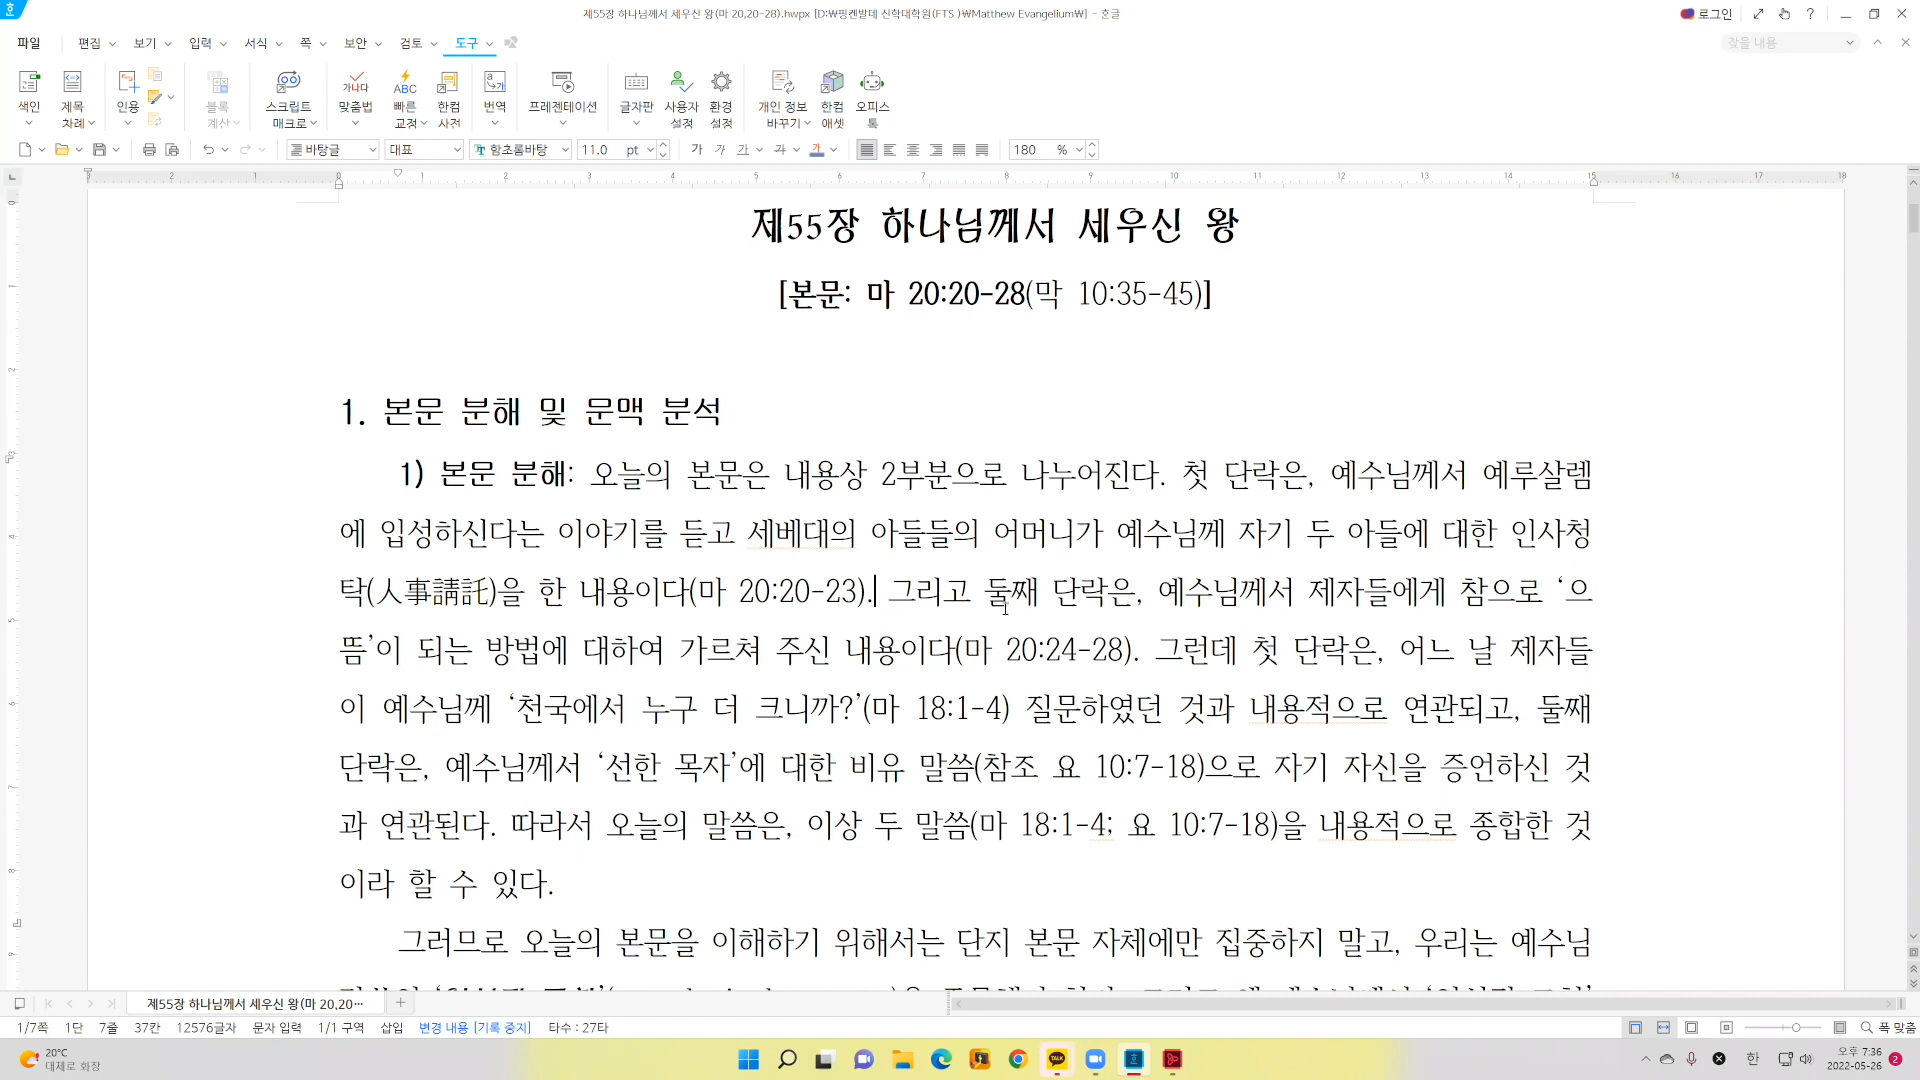 제55장 하나님께서 세우신 왕(마 20,20-28).hwpx [D:₩핑켄발데 신학대학원(FTS )₩Matthew Evangelium₩] - 한글
로그인
파일 편집 보기 입력 서식 쪽 보안 검토 도구
찾을 내용
색인 제목 차례 인용 블록 계산 스크립트 매크로 맞춤법 빠른 교정 한컴 사전 번역 프레젠테이션 글자판 사용자 설정 환경 설정 개인 정보 바꾸기 한컴 애셋 오피스 톡
바탕글 대표 함초롬바탕 11.0 pt 가 가 가 가 가 180 %
제55장 하나님께서 세우신 왕
[본문: 마 20:20-28(막 10:35-45)]
1. 본문 분해 및 문맥 분석
1) 본문 분해: 오늘의 본문은 내용상 2부분으로 나누어진다. 첫 단락은, 예수님께서 예루살렘
에 입성하신다는 이야기를 듣고 세베대의 아들들의 어머니가 예수님께 자기 두 아들에 대한 인사청
탁(人事請託)을 한 내용이다(마 20:20-23). 그리고 둘째 단락은, 예수님께서 제자들에게 참으로 ‘으
뜸’이 되는 방법에 대하여 가르쳐 주신 내용이다(마 20:24-28). 그런데 첫 단락은, 어느 날 제자들
이 예수님께 ‘천국에서 누구 더 크니까?’(마 18:1-4) 질문하였던 것과 내용적으로 연관되고, 둘째
단락은, 예수님께서 ‘선한 목자’에 대한 비유 말씀(참조 요 10:7-18)으로 자기 자신을 증언하신 것
과 연관된다. 따라서 오늘의 말씀은, 이상 두 말씀(마 18:1-4; 요 10:7-18)을 내용적으로 종합한 것
이라 할 수 있다.
그러므로 오늘의 본문을 이해하기 위해서는 단지 본문 자체에만 집중하지 말고, 우리는 예수님
제55장 하나님께서 세우신 왕(마 20,20···
1/7쪽 1단 7줄 37칸 12576글자 문자 입력 1/1 구역 삽입 변경 내용 [기록 중지] 타수 : 27타 폭 맞춤
20°C
대체로 화창
TALK
한
오후 7:36
2022-05-26
2